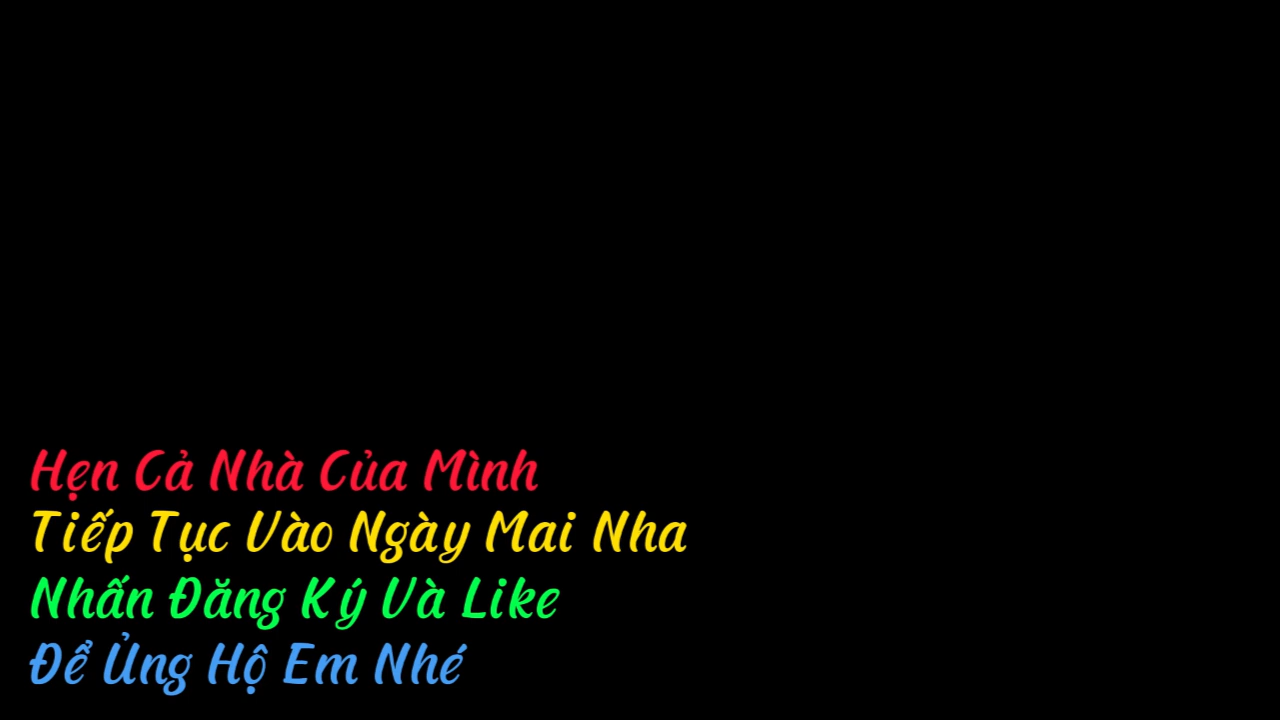 Hẹn Cả Nhà Của Mình
Tiếp Tục Vào Ngày Mai Nha
Nhấn Đăng Ký Và Like
Để Ủng Hộ Em Nhé